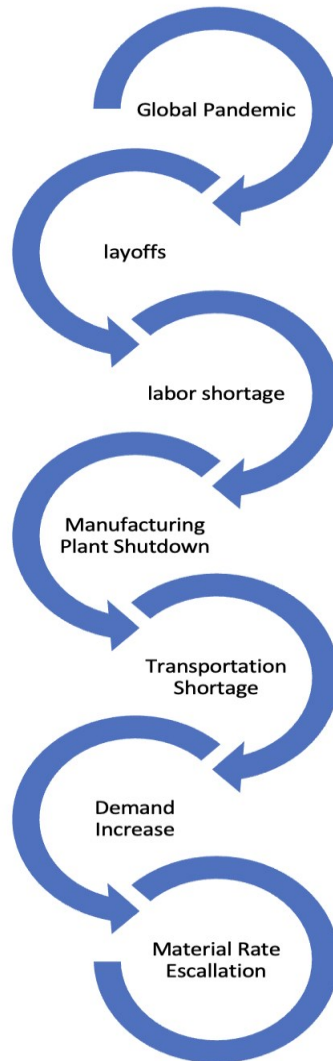 Global Pandemic
layoffs
labor shortage
Manufacturing
Plant Shutdown
Transportation
Shortage
Demand
Increase
Material Rate
Escallation